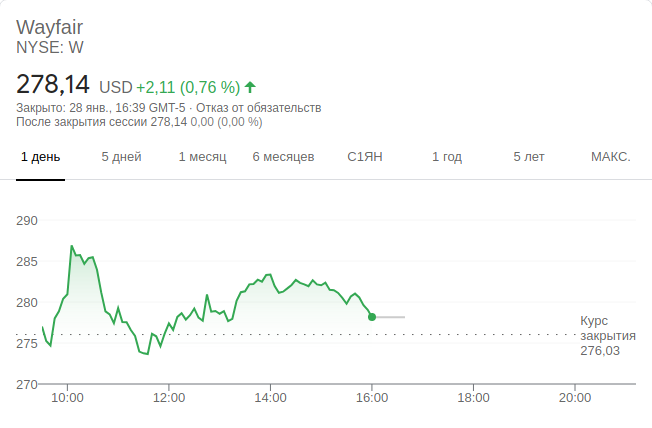 Wayfair
NYSE: W
278,14 USD +2,11 (0,76 %)
Закрыто: 28 янв., 16:39 GMT-5 · Отказ от обязательств
После закрытия сессии 278,14 0,00 (0,00 %)
1 день 5 дней 1 месяц 6 месяцев С1ЯН 1 год 5 лет МАКС.
290
285
280
275
270
Курс
закрытия
276,03
10:00 12:00 14:00 16:00 18:00 20:00